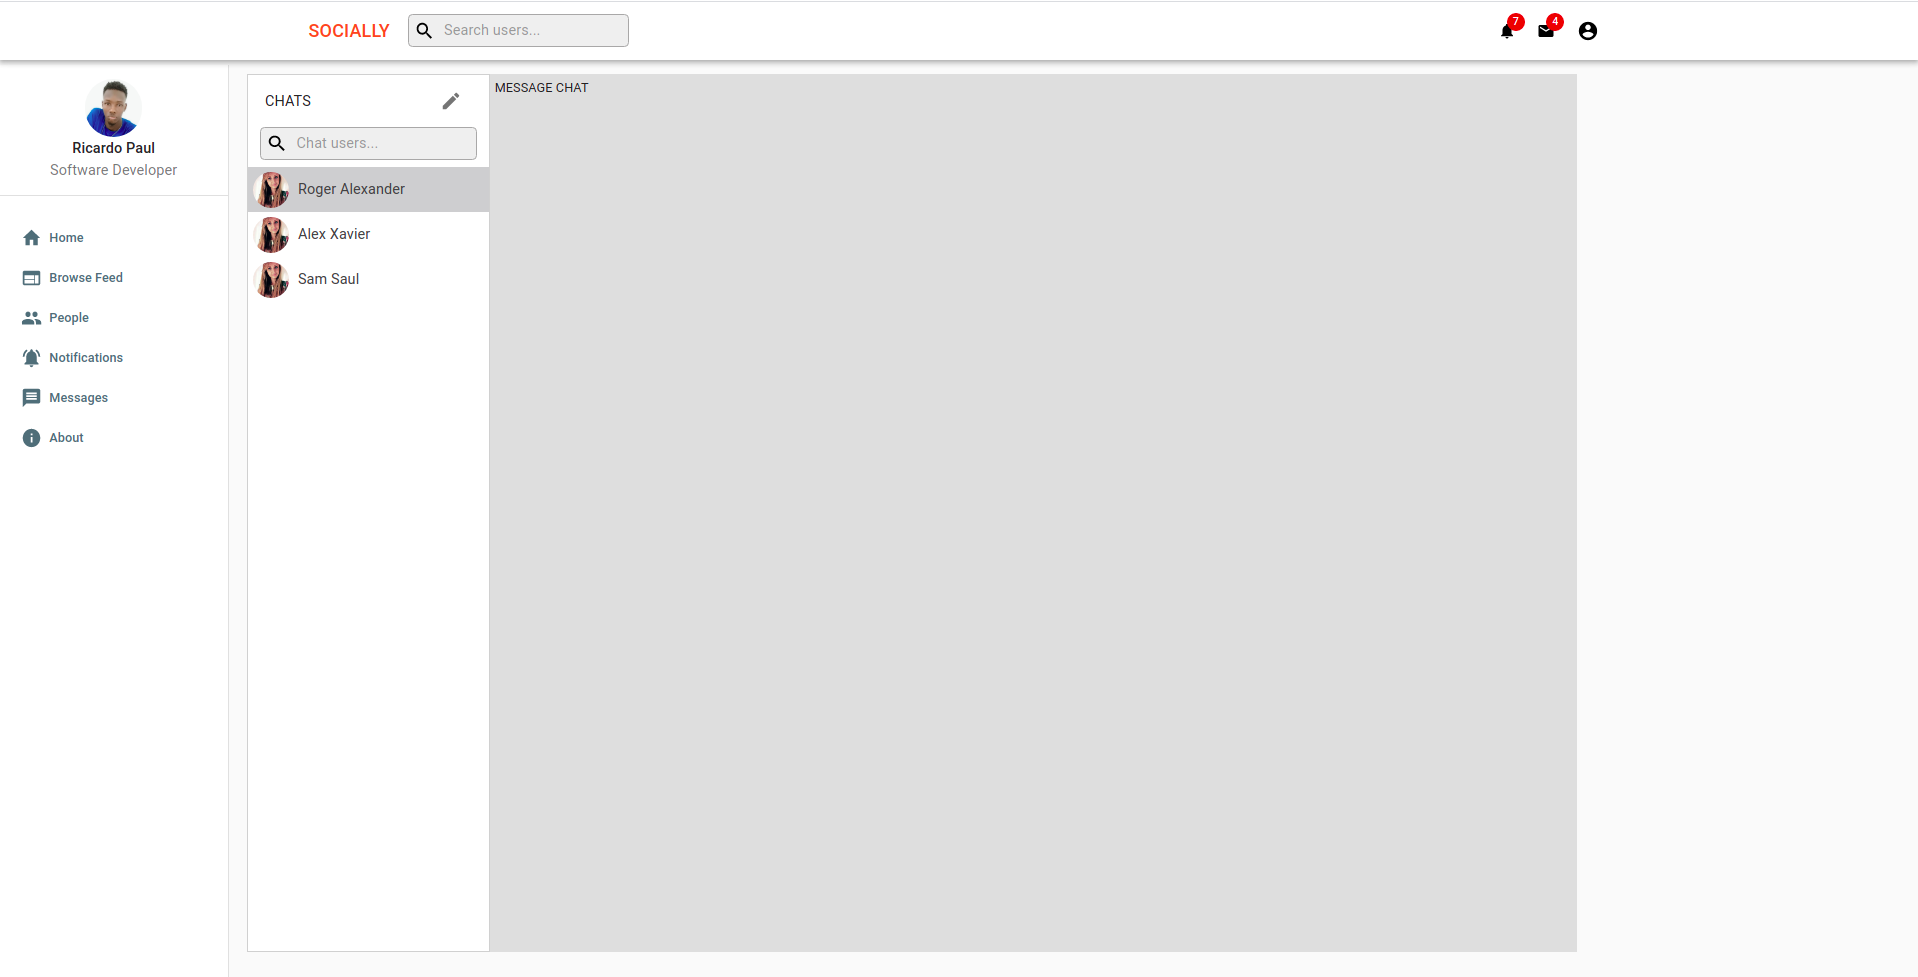 SOCIALLY
Search users...
7
4
Ricardo Paul
Software Developer
Home
Browse Feed
People
Notifications
Messages
About
CHATS
Chat users...
Roger Alexander
Alex Xavier
Sam Saul
MESSAGE CHAT